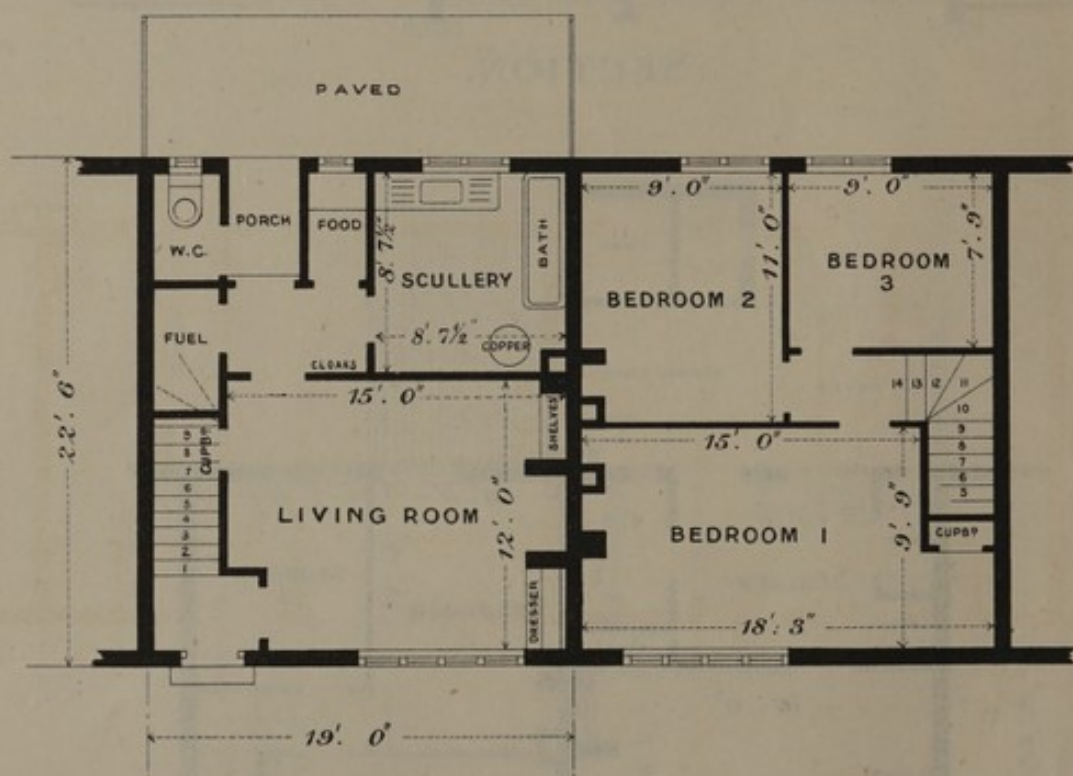 PAVED
W.C.
PORCH
FOOD
8'. 7½"
SCULLERY
BATH
8'. 7½"
COPPER
FUEL
CLOAKS
22'. 6"
15'. 0"
SHELVES
9
8
7
6
5
4
3
2
1
CUPBD
LIVING ROOM
12'. 0"
DRESSER
19'. 0"
9'. 0"
9'. 0"
11'. 0"
7'. 9"
BEDROOM 2
BEDROOM
3
14 13 12 11
10
9
8
7
6
5
15'. 0"
BEDROOM 1
9'. 9"
CUPBD
18'. 3"